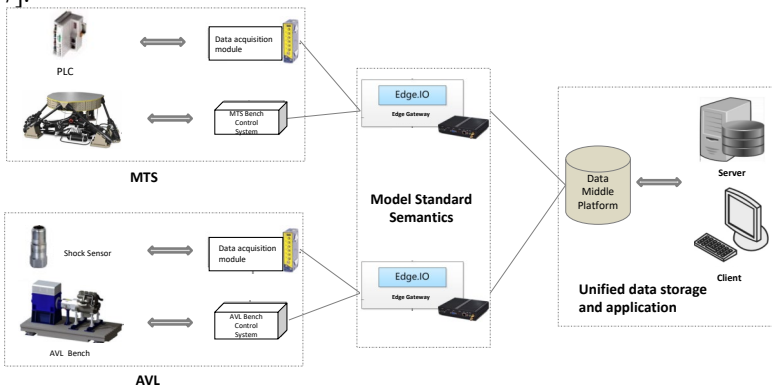 PLC
Data acquisition
module
MTS Bench
Control
System
MTS
Shock Sensor
Data acquisition
module
AVL Bench
AVL Bench
Control
System
AVL
Edge.IO
Edge Gateway
Model Standard
Semantics
Edge.IO
Edge Gateway
Data
Middle
Platform
Server
Client
Unified data storage
and application